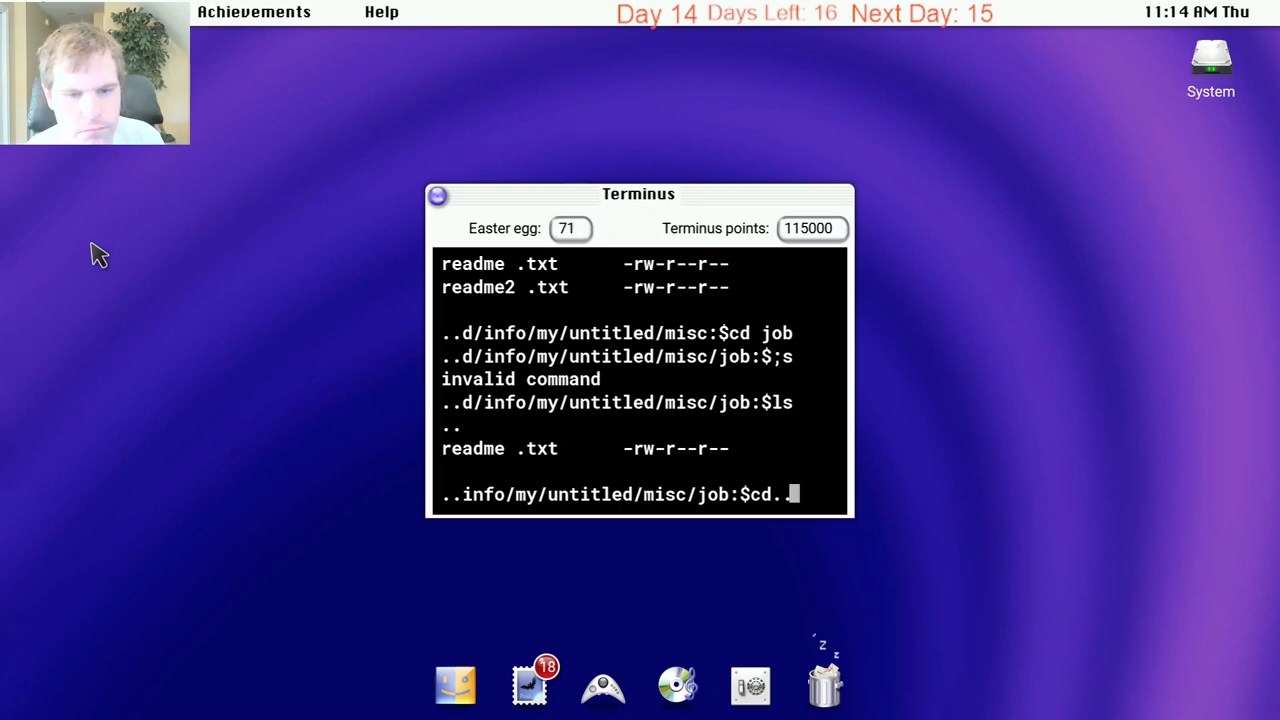 Achievements Help Day 14 Days Left: 16 Next Day: 15 11:14 AM Thu
System
Terminus
Easter egg: 71 Terminus points: 115000
readme .txt -rw-r--r--
readme2 .txt -rw-r--r--
..d/info/my/untitled/misc:$cd job
..d/info/my/untitled/misc/job:$;s
invalid command
..d/info/my/untitled/misc/job:$ls
..
readme .txt -rw-r--r--
..info/my/untitled/misc/job:$cd..
18
z
z